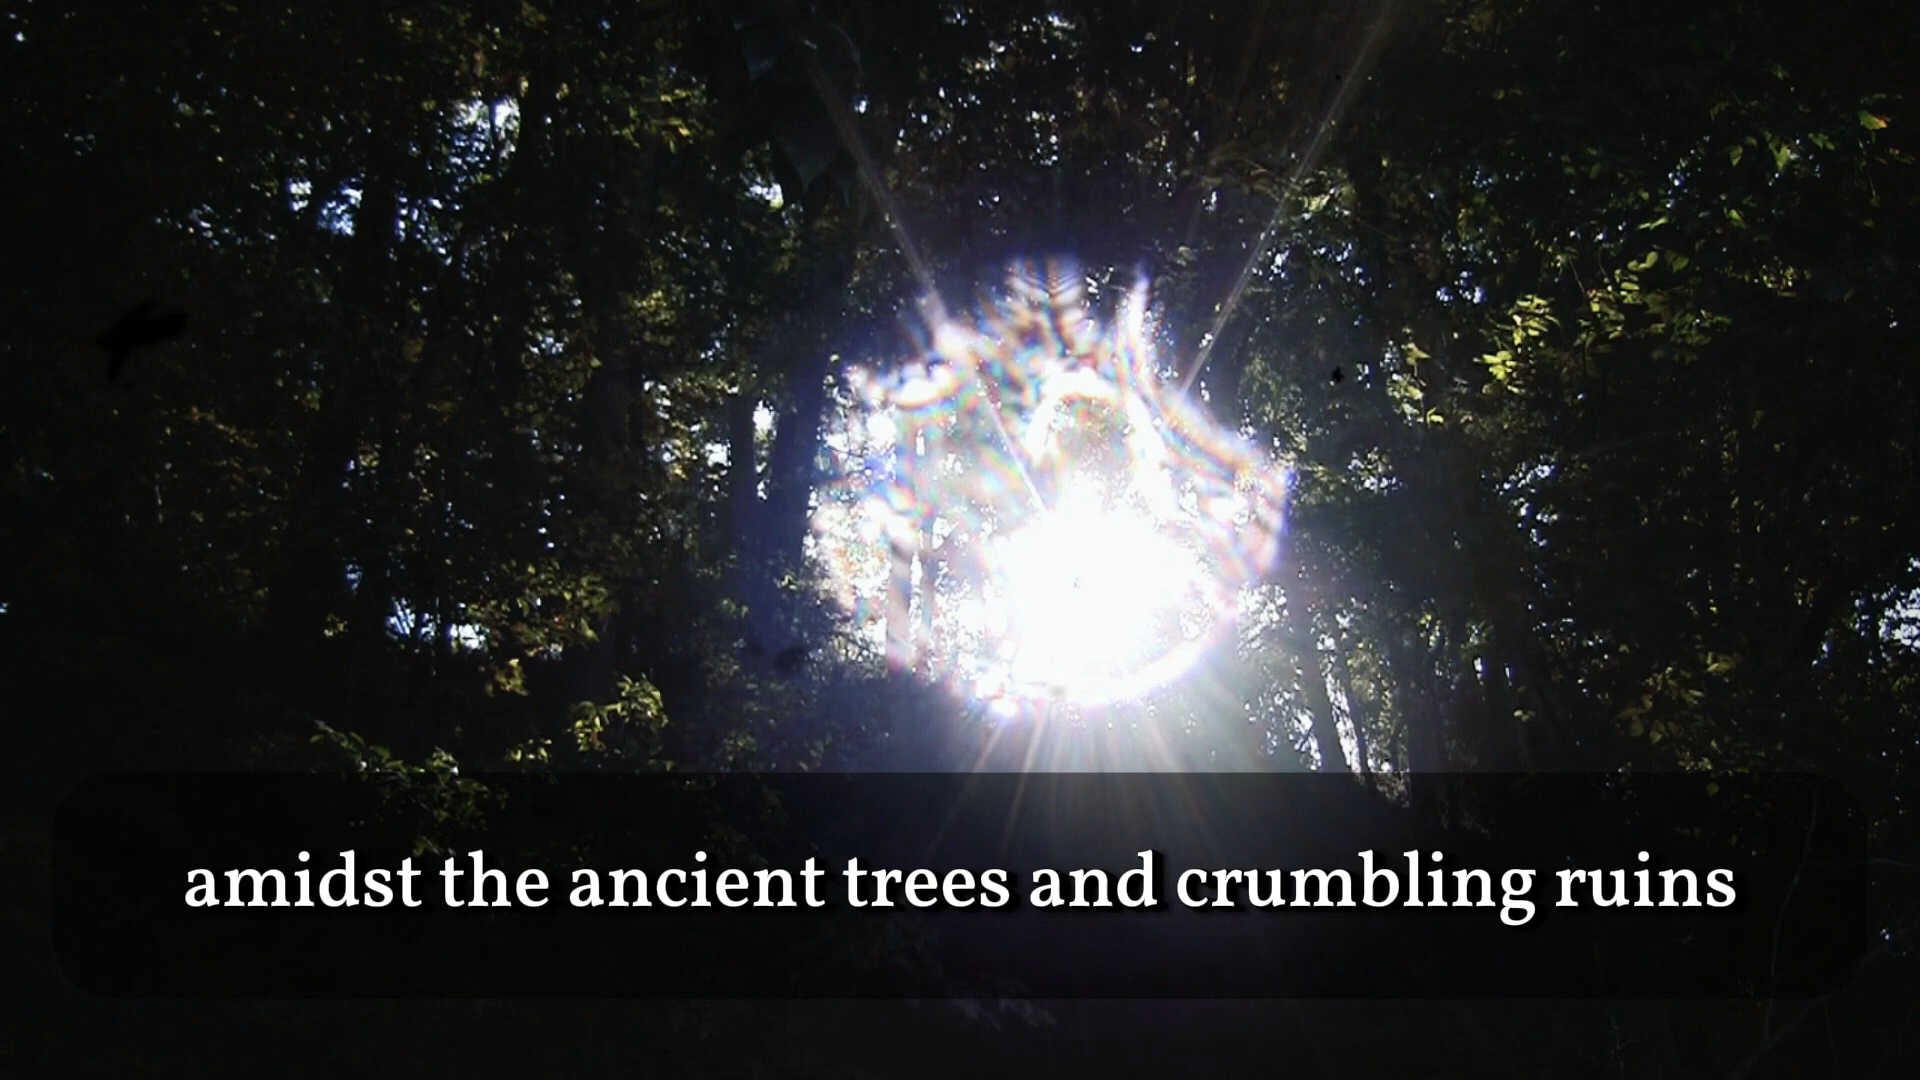 amidst the ancient trees and crumbling ruins